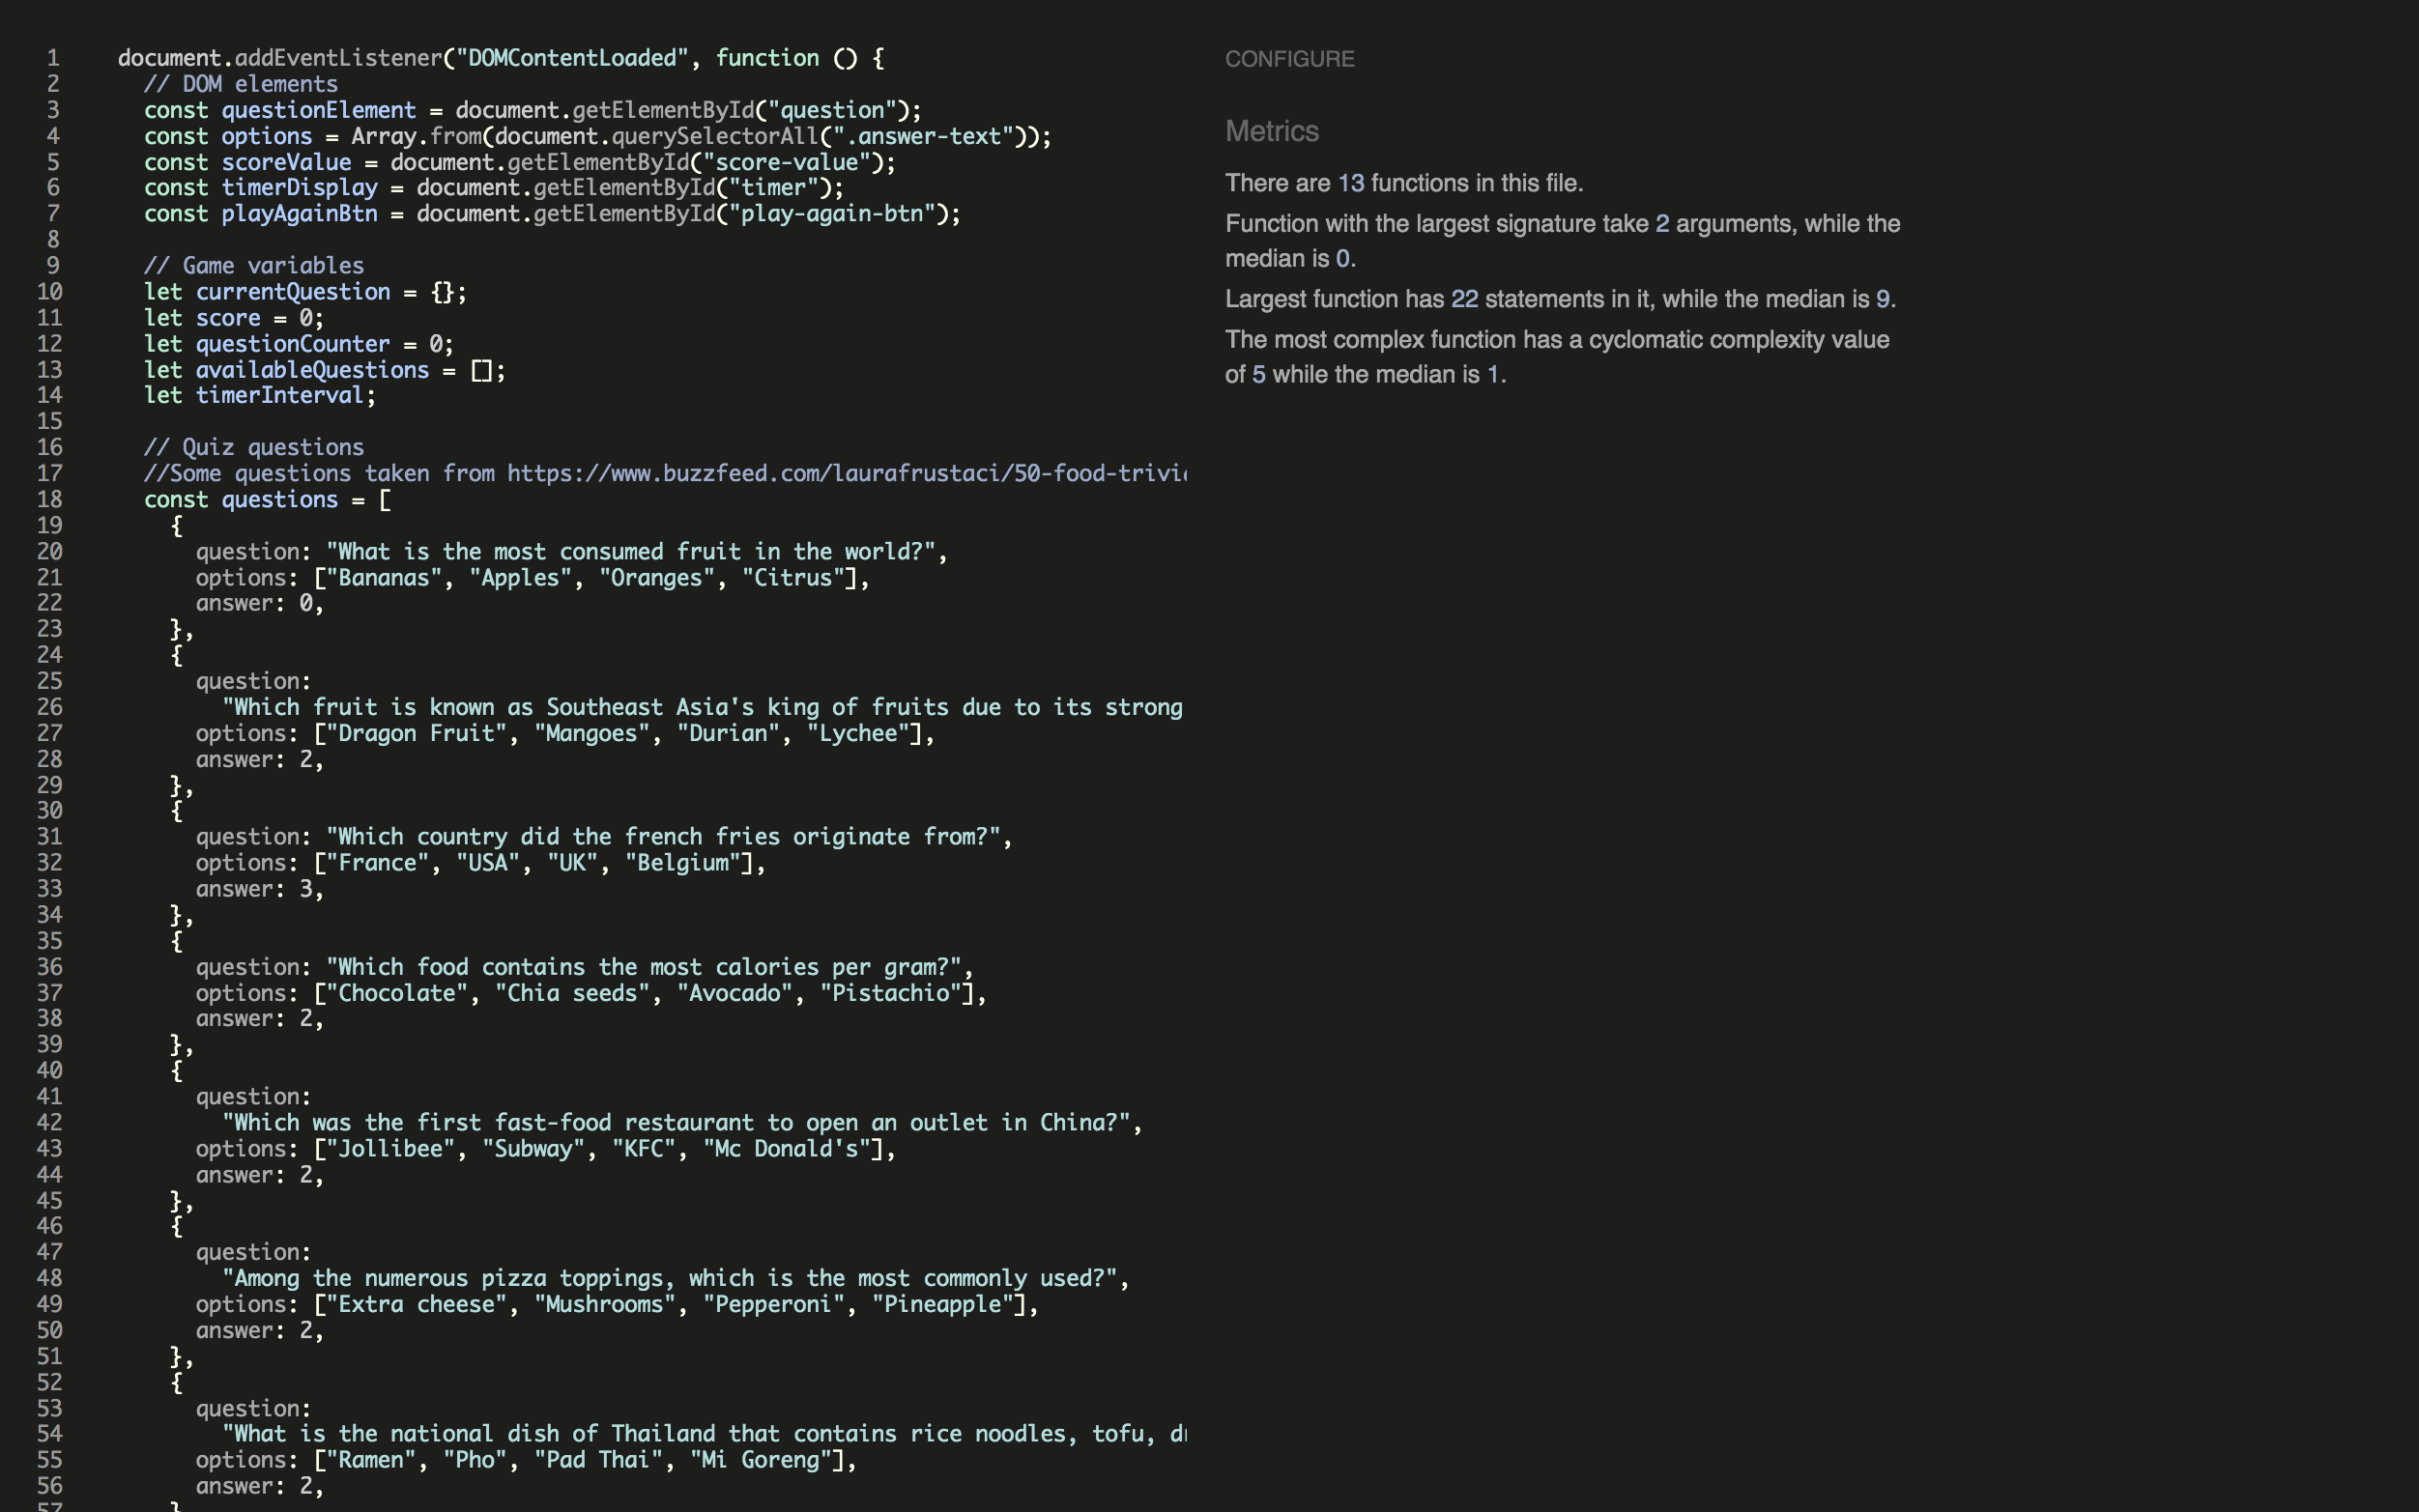 1 document.addEventListener("DOMContentLoaded", function () {
2 // DOM elements
3 const questionElement = document.getElementById("question");
4 const options = Array.from(document.querySelectorAll(".answer-text"));
5 const scoreValue = document.getElementById("score-value");
6 const timerDisplay = document.getElementById("timer");
7 const playAgainBtn = document.getElementById("play-again-btn");
8
9 // Game variables
10 let currentQuestion = {};
11 let score = 0;
12 let questionCounter = 0;
13 let availableQuestions = [];
14 let timerInterval;
15
16 // Quiz questions
17 //Some questions taken from https://www.buzzfeed.com/laurafrustaci/50-food-trivi
18 const questions = [
19 {
20 question: "What is the most consumed fruit in the world?",
21 options: ["Bananas", "Apples", "Oranges", "Citrus"],
22 answer: 0,
23 },
24 {
25 question:
26 "Which fruit is known as Southeast Asia's king of fruits due to its strong
27 options: ["Dragon Fruit", "Mangoes", "Durian", "Lychee"],
28 answer: 2,
29 },
30 {
31 question: "Which country did the french fries originate from?",
32 options: ["France", "USA", "UK", "Belgium"],
33 answer: 3,
34 },
35 {
36 question: "Which food contains the most calories per gram?",
37 options: ["Chocolate", "Chia seeds", "Avocado", "Pistachio"],
38 answer: 2,
39 },
40 {
41 question:
42 "Which was the first fast-food restaurant to open an outlet in China?",
43 options: ["Jollibee", "Subway", "KFC", "Mc Donald's"],
44 answer: 2,
45 },
46 {
47 question:
48 "Among the numerous pizza toppings, which is the most commonly used?",
49 options: ["Extra cheese", "Mushrooms", "Pepperoni", "Pineapple"],
50 answer: 2,
51 },
52 {
53 question:
54 "What is the national dish of Thailand that contains rice noodles, tofu,
55 options: ["Ramen", "Pho", "Pad Thai", "Mi Goreng"],
56 answer: 2,
57 }
CONFIGURE
Metrics
There are 13 functions in this file.
Function with the largest signature take 2 arguments, while the
median is 0.
Largest function has 22 statements in it, while the median is 9.
The most complex function has a cyclomatic complexity value
of 5 while the median is 1.